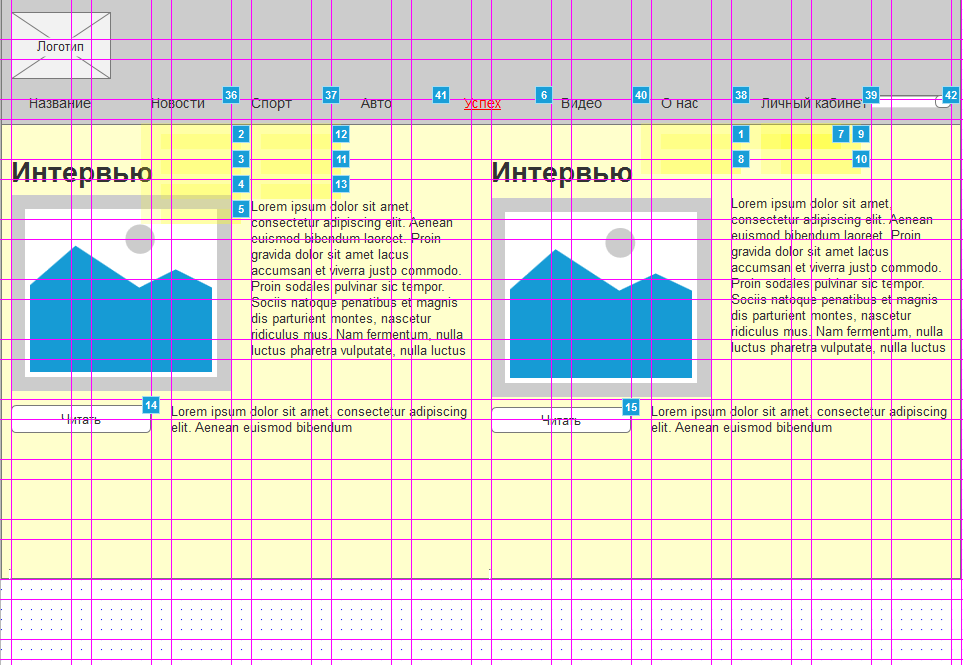 Логотип
36 37 41 6 40 38 39 42
Название Новости Спорт Авто Успех Видео О нас Личный кабинет
2 12 1 7 9
3 11 8 10
Интервью Интервью
4 13
5
Lorem ipsum dolor sit amet,
consectetur adipiscing elit. Aenean
euismod bibendum laoreet. Proin
gravida dolor sit amet lacus
accumsan et viverra justo commodo.
Proin sodales pulvinar sic tempor.
Sociis natoque penatibus et magnis
dis parturient montes, nascetur
ridiculus mus. Nam fermentum, nulla
luctus pharetra vulputate, nulla luctus
Lorem ipsum dolor sit amet,
consectetur adipiscing elit. Aenean
euismod bibendum laoreet. Proin
gravida dolor sit amet lacus
accumsan et viverra justo commodo.
Proin sodales pulvinar sic tempor.
Sociis natoque penatibus et magnis
dis parturient montes, nascetur
ridiculus mus. Nam fermentum, nulla
luctus pharetra vulputate, nulla luctus
14
Читать
Lorem ipsum dolor sit amet, consectetur adipiscing
elit. Aenean euismod bibendum
15
Читать
Lorem ipsum dolor sit amet, consectetur adipiscing
elit. Aenean euismod bibendum